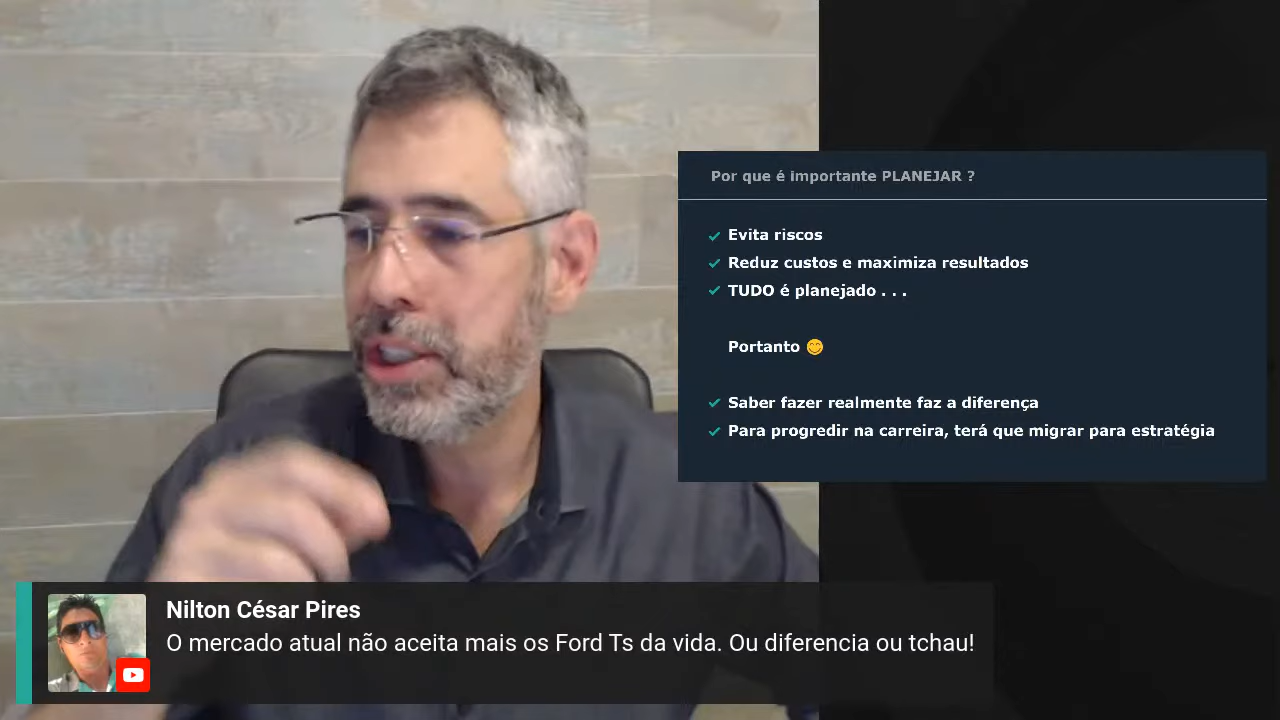 Por que é importante PLANEJAR ?
Evita riscos
Reduz custos e maximiza resultados
TUDO é planejado . . .
Portanto 😊
Saber fazer realmente faz a diferença
Para progredir na carreira, terá que migrar para estratégia
Nilton César Pires
O mercado atual não aceita mais os Ford Ts da vida. Ou diferencia ou tchau!